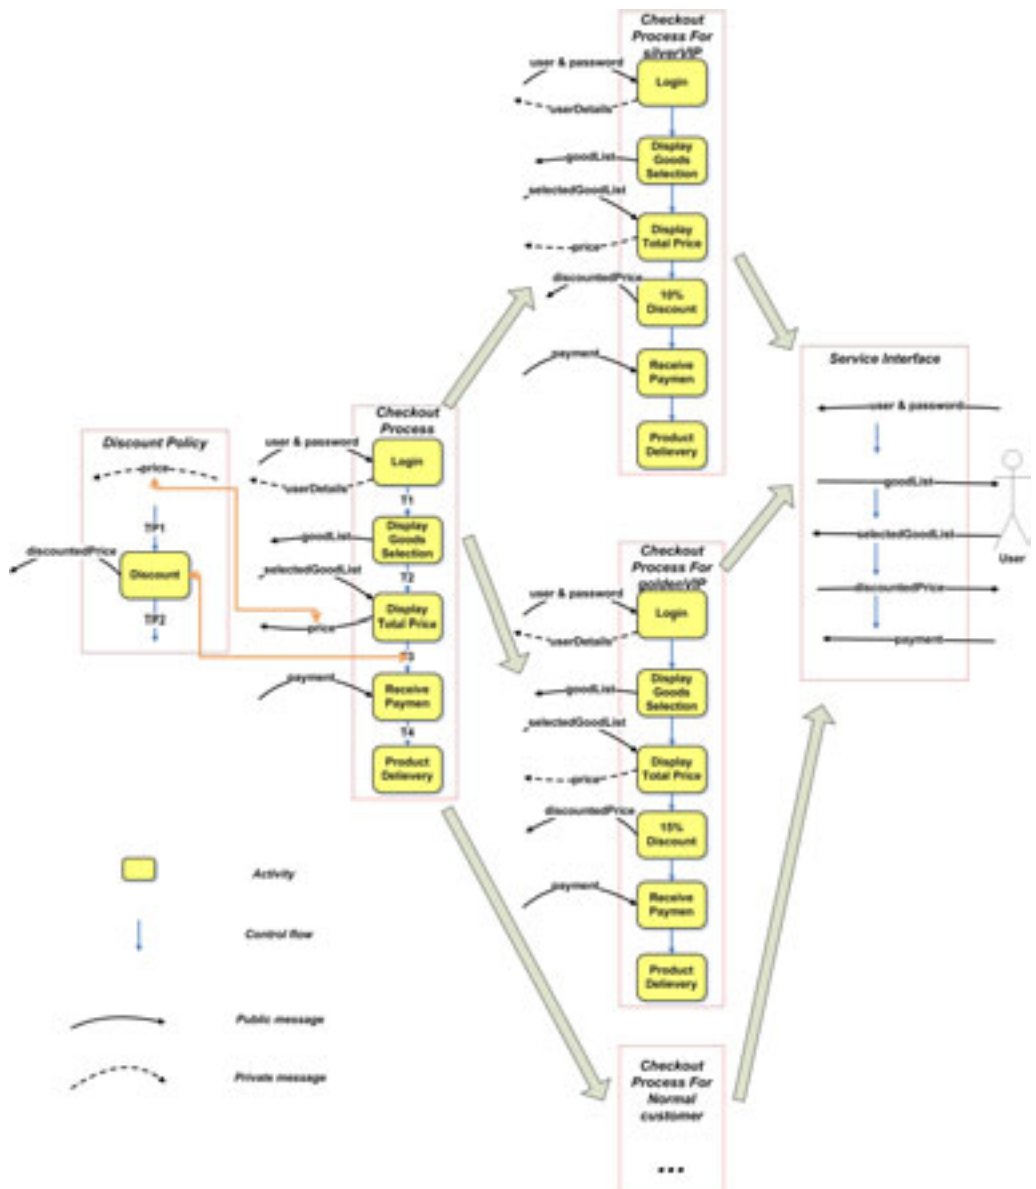 Checkout
Process For
silverVIP
user & password
Login
userDetails
goodList
Display
Goods
Selection
selectedGoodList
Display
Total Price
price
discountedPrice
10%
Discount
payment
Receive
Paymen
Product
Delievery
Discount Policy
price
TP1
discountedPrice
Discount
TP2
Checkout
Process
user & password
Login
userDetails
T1
goodList
Display
Goods
Selection
T2
selectedGoodList
Display
Total Price
price
T3
payment
Receive
Paymen
T4
Product
Delievery
Checkout
Process For
goldenVIP
user & password
Login
userDetails
goodList
Display
Goods
Selection
selectedGoodList
Display
Total Price
price
discountedPrice
15%
Discount
payment
Receive
Paymen
Product
Delievery
Checkout
Process For
Normal
customer
...
Service Interface
user & password
goodList
selectedGoodList
discountedPrice
payment
User
Activity
Control flow
Public message
Private message